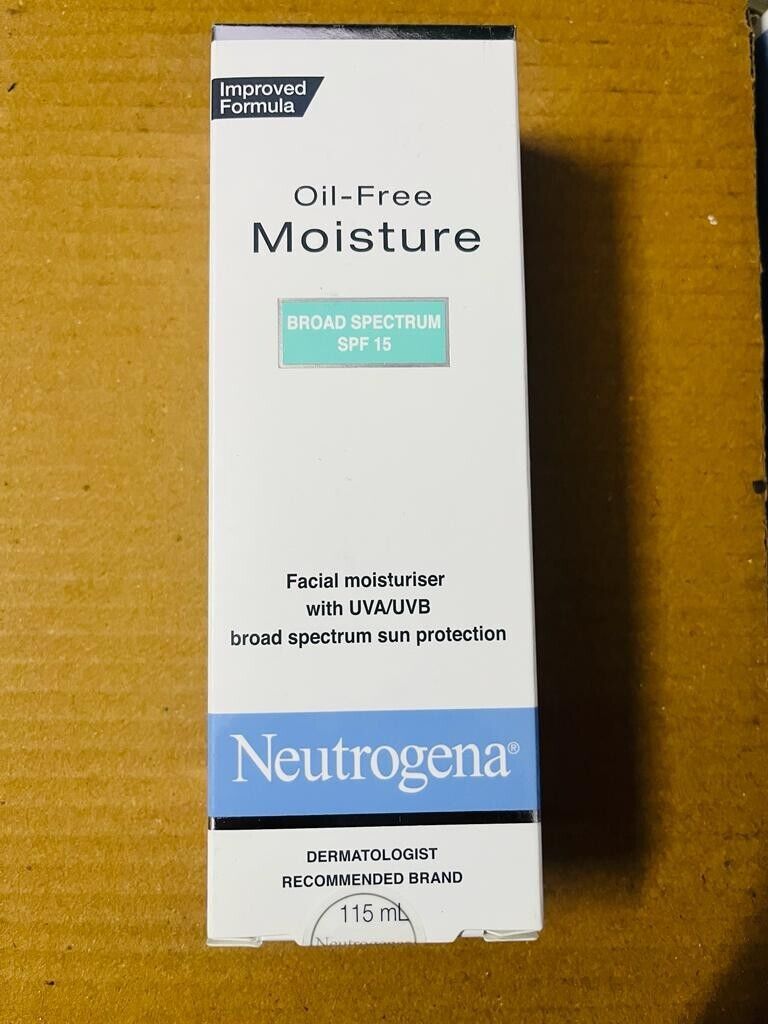 Improved
Formula
Oil-Free
Moisture
BROAD SPECTRUM
SPF 15
Facial moisturiser
with UVA/UVB
broad spectrum sun protection
Neutrogena®
DERMATOLOGIST
RECOMMENDED BRAND
115 mL
Neutrogena